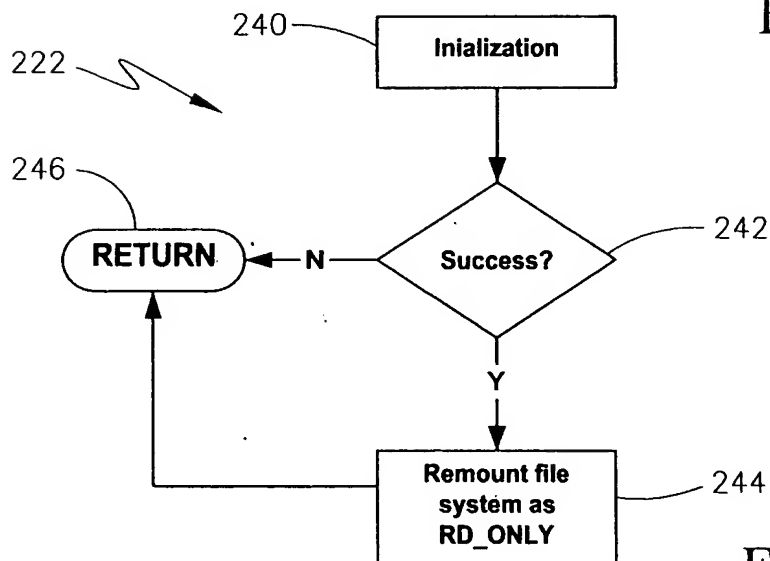 240
Inialization
222
246
RETURN
N
Success?
242
Y
Remount file
system as
RD_ONLY
244